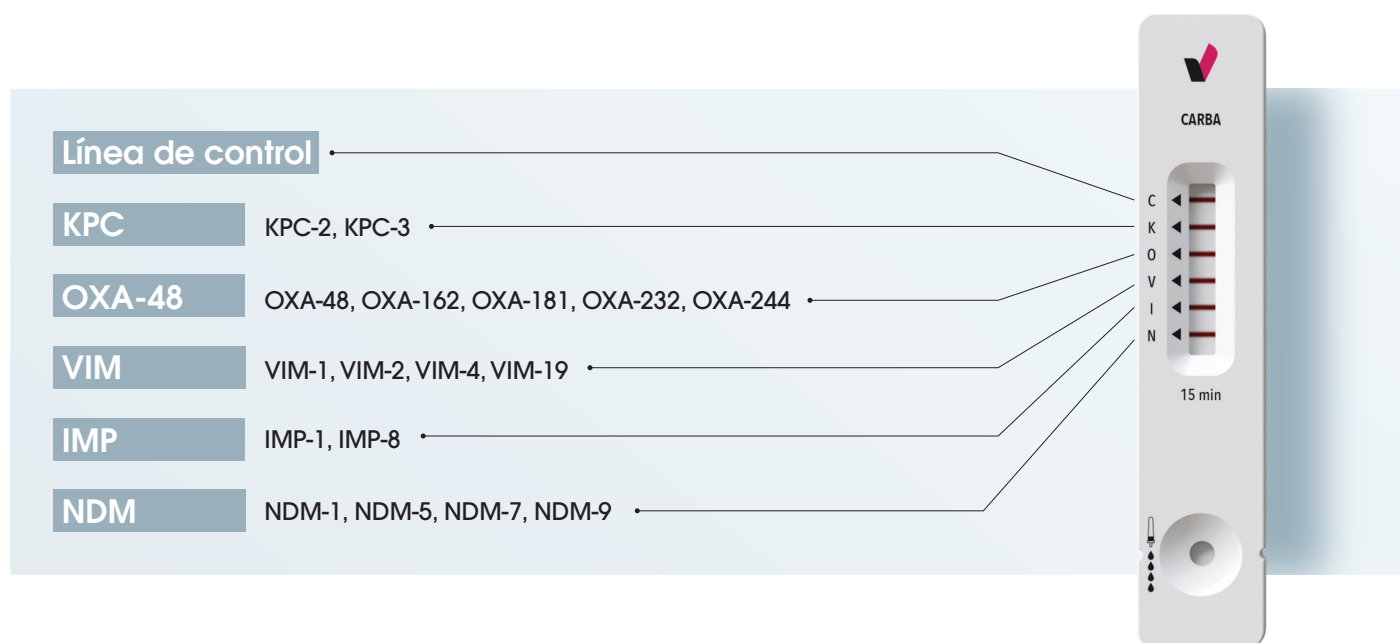 CARBA
Línea de control
C
KPC KPC-2, KPC-3
K
OXA-48 OXA-48, OXA-162, OXA-181, OXA-232, OXA-244
O
VIM VIM-1, VIM-2, VIM-4, VIM-19
V
IMP IMP-1, IMP-8
I
NDM NDM-1, NDM-5, NDM-7, NDM-9
N
15 min